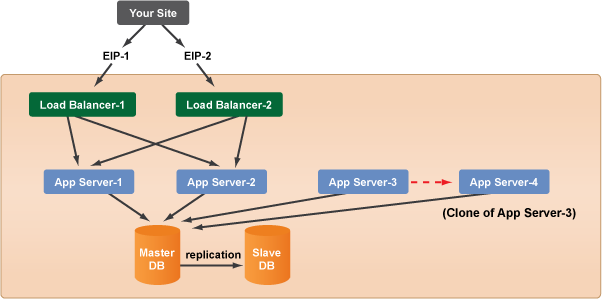 Your Site
EIP-1
EIP-2
Load Balancer-1
Load Balancer-2
App Server-1
App Server-2
App Server-3
App Server-4
(Clone of App Server-3)
Master
DB
replication
Slave
DB